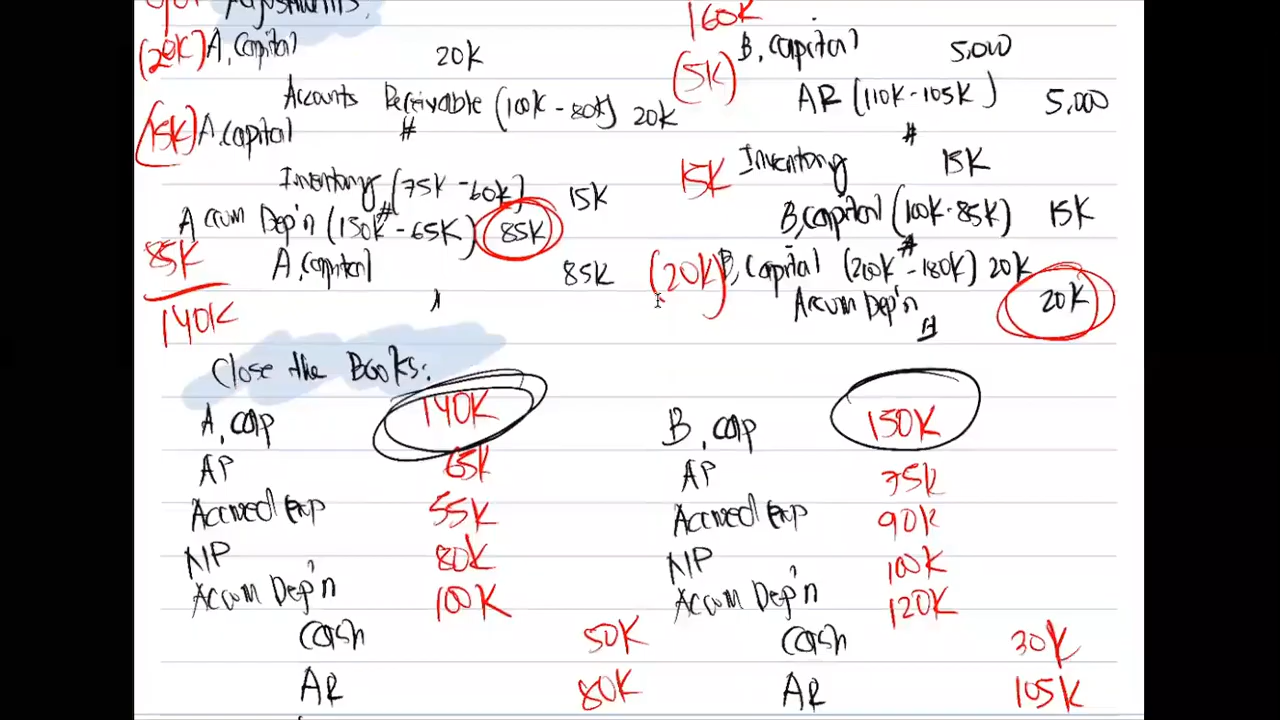 Adjustments:
160K
(20K) A, Capital 20K
B, Capital 5,000
(5K)
Accounts Receivable (100K - 80K) 20K
AR (110K - 105K) 5,000
#
#
(15K) A, Capital
Inventory 15K
15K
Inventory (75K - 60K) 15K
B, Capital (100K - 85K) 15K
#
#
Accum Dep'n (150K - 65K) 85K
85K
A, Capital 85K
(20K) B, Capital (200K - 180K) 20K
Accum Dep'n 20K
140K
Close the Books:
A, cap 140K
B, cap 150K
AP 65K
AP 75K
Accrued Exp 55K
Accrued Exp 90K
NP 80K
NP 100K
Accum Dep'n 100K
Accum Dep'n 120K
Cash 50K
Cash 30K
AR 80K
AR 105K